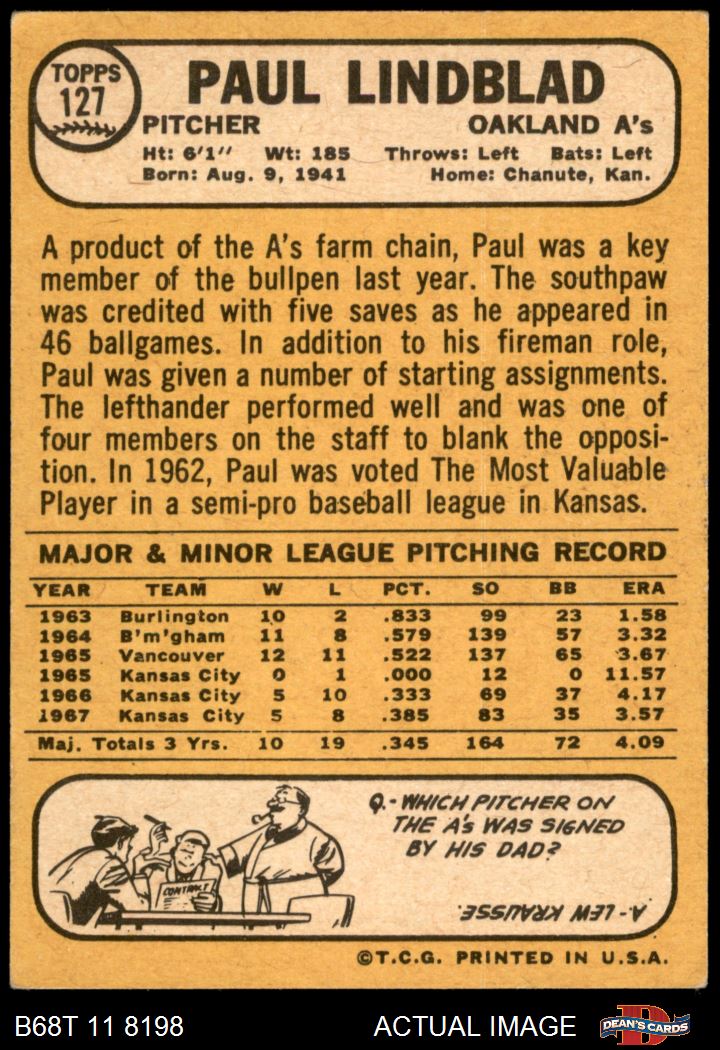 TOPPS
127
PAUL LINDBLAD
PITCHER OAKLAND A's
Ht: 6'1" Wt: 185 Throws: Left Bats: Left
Born: Aug. 9, 1941 Home: Chanute, Kan.
A product of the A's farm chain, Paul was a key
member of the bullpen last year. The southpaw
was credited with five saves as he appeared in
46 ballgames. In addition to his fireman role,
Paul was given a number of starting assignments.
The lefthander performed well and was one of
four members on the staff to blank the opposi-
tion. In 1962, Paul was voted The Most Valuable
Player in a semi-pro baseball league in Kansas.
MAJOR & MINOR LEAGUE PITCHING RECORD
YEAR TEAM W L PCT. SO BB ERA
1963 Burlington 10 2 .833 99 23 1.58
1964 B'm'gham 11 8 .579 139 57 3.32
1965 Vancouver 12 11 .522 137 65 3.67
1965 Kansas City 0 1 .000 12 0 11.57
1966 Kansas City 5 10 .333 69 37 4.17
1967 Kansas City 5 8 .385 83 35 3.57
Maj. Totals 3 Yrs. 10 19 .345 164 72 4.09
CONTRACT
Q.- WHICH PITCHER ON
THE A's WAS SIGNED
BY HIS DAD?
A.- LEW KRAUSSE.
©T.C.G. PRINTED IN U.S.A.
B68T 11 8198 ACTUAL IMAGE
D
DEAN'S CARDS